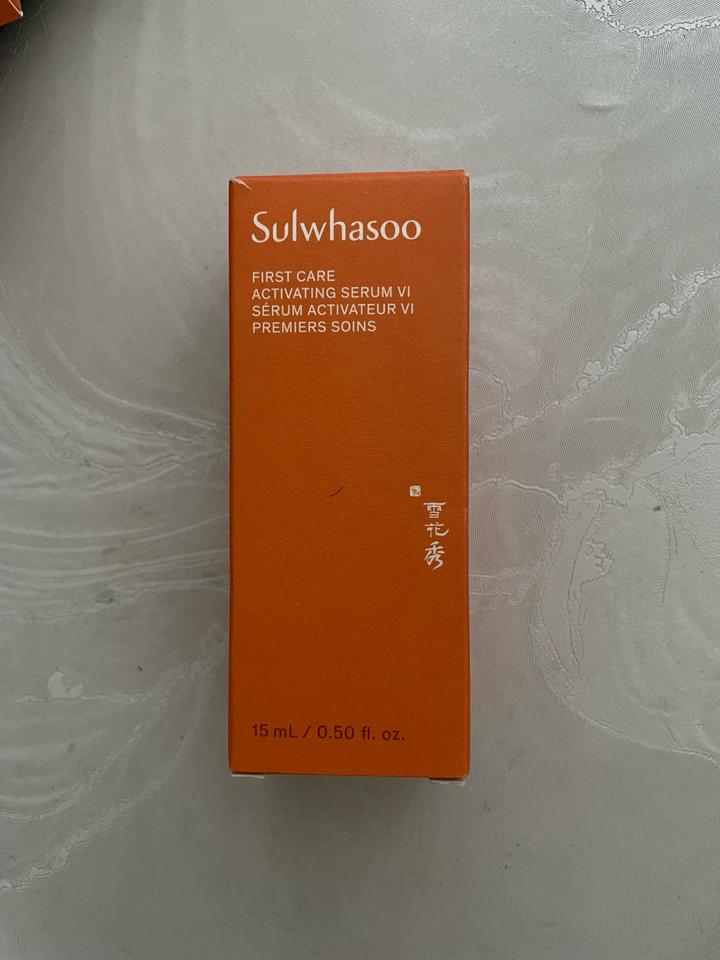 Sulwhasoo
FIRST CARE
ACTIVATING SERUM VI
SÉRUM ACTIVATEUR VI
PREMIERS SOINS
雪花秀
15 mL / 0.50 fl. oz.